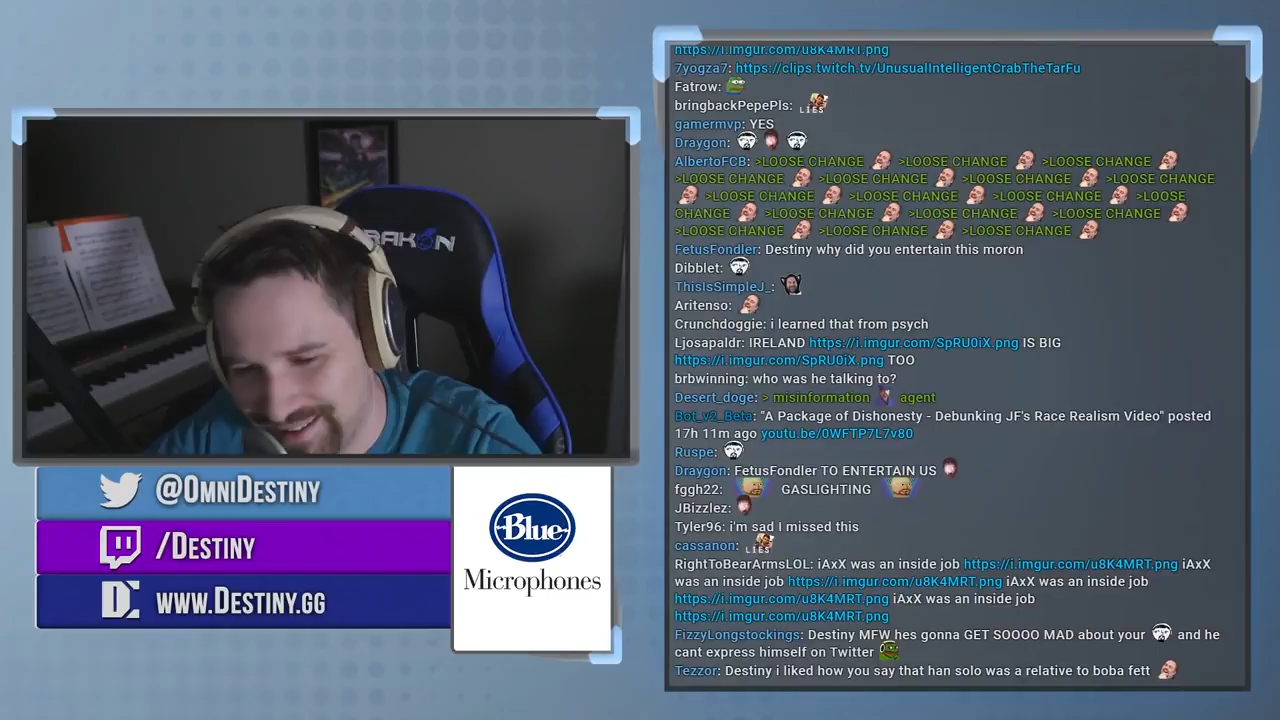 https://i.imgur.com/u8K4MRT.png
7yogza7: https://clips.twitch.tv/UnusualIntelligentCrabTheTarFu
Fatrow:
bringbackPepePls: LIES
gamermvp: YES
Draygon:
AlbertoFCB: >LOOSE CHANGE >LOOSE CHANGE >LOOSE CHANGE
>LOOSE CHANGE >LOOSE CHANGE >LOOSE CHANGE >LOOSE CHANGE
>LOOSE CHANGE >LOOSE CHANGE >LOOSE CHANGE >LOOSE
CHANGE >LOOSE CHANGE >LOOSE CHANGE >LOOSE CHANGE
>LOOSE CHANGE >LOOSE CHANGE >LOOSE CHANGE
FetusFondler: Destiny why did you entertain this moron
Dibblet:
ThisIsSimpleJ_:
Aritenso:
Crunchdoggie: i learned that from psych
Ljosapaldr: IRELAND https://i.imgur.com/SpRU0iX.png IS BIG
https://i.imgur.com/SpRU0iX.png TOO
brbwinning: who was he talking to?
Desert_doge: > misinformation agent
Bot_v2_Beta: "A Package of Dishonesty - Debunking JF's Race Realism Video" posted
17h 11m ago youtu.be/0WFTP7L7v80
Ruspe:
Draygon: FetusFondler TO ENTERTAIN US
fggh22: GASLIGHTING
JBizzlez:
Tyler96: i'm sad I missed this
cassanon: LIES
RightToBearArmsLOL: iAxX was an inside job https://i.imgur.com/u8K4MRT.png iAxX
was an inside job https://i.imgur.com/u8K4MRT.png iAxX was an inside job
https://i.imgur.com/u8K4MRT.png iAxX was an inside job
https://i.imgur.com/u8K4MRT.png
FizzyLongstockings: Destiny MFW hes gonna GET SOOOO MAD about your and he
cant express himself on Twitter
Tezzor: Destiny i liked how you say that han solo was a relative to boba fett
RAKEN
@OmniDestiny
/Destiny
www.Destiny.gg
Blue
Microphones